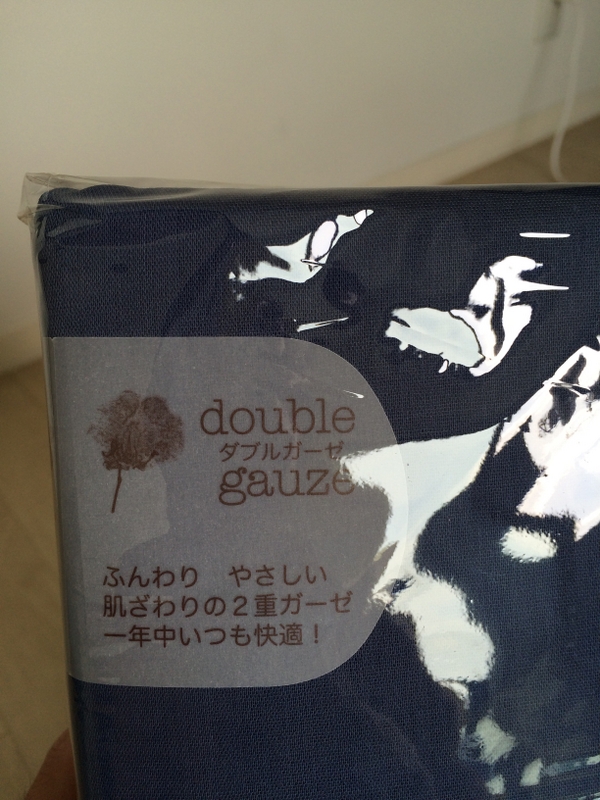 double
ダブルガーゼ
gauze
ふんわり　やさしい
肌ざわりの２重ガーゼ
一年中いつも快適！